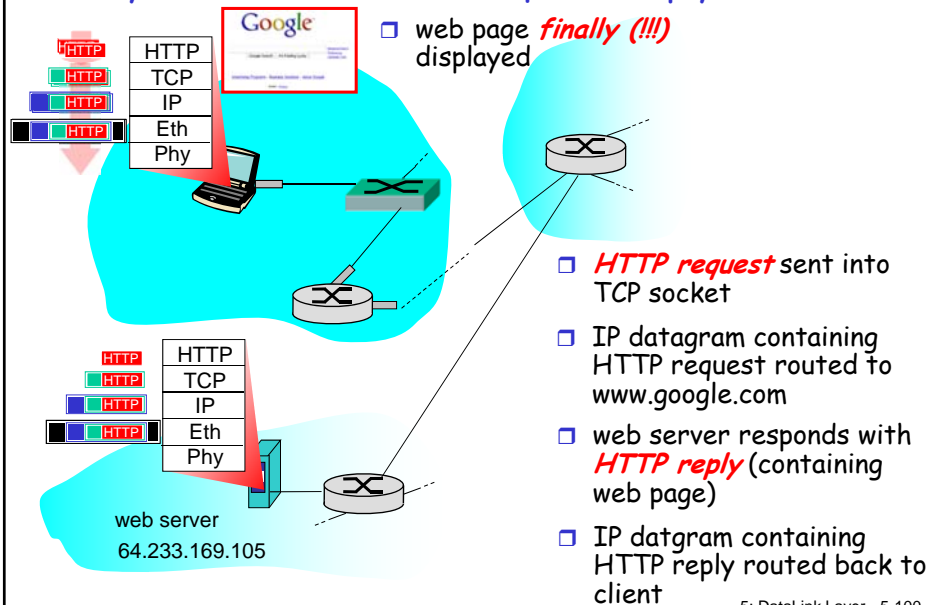 Google
web page finally (!!!)
displayed
HTTP
HTTP
HTTP
HTTP
HTTP
TCP
IP
Eth
Phy
HTTP request sent into
TCP socket
IP datagram containing
HTTP request routed to
www.google.com
web server responds with
HTTP reply (containing
web page)
IP datgram containing
HTTP reply routed back to
client
HTTP
HTTP
HTTP
HTTP
HTTP
TCP
IP
Eth
Phy
web server
64.233.169.105